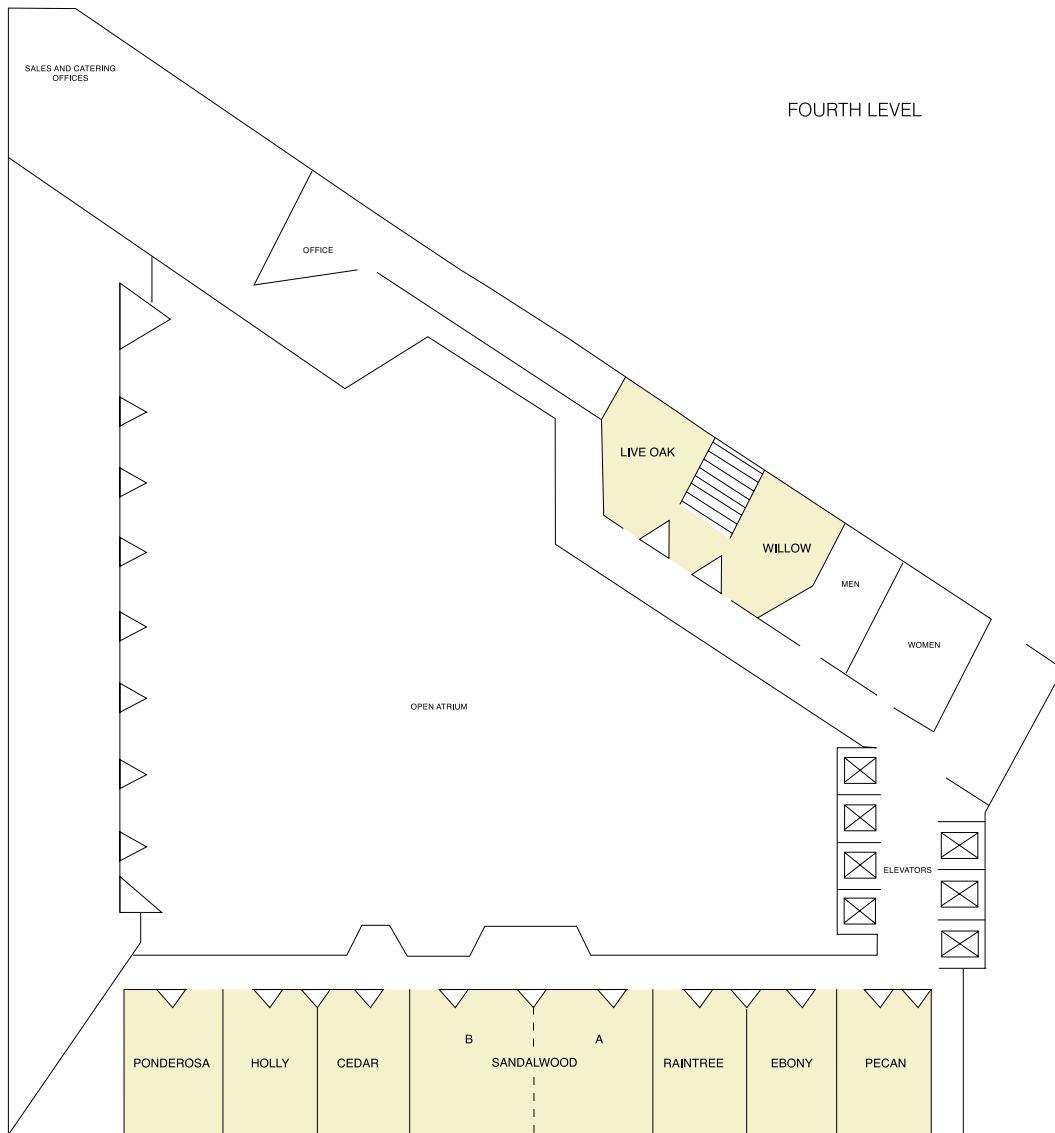 SALES AND CATERING
OFFICES
FOURTH LEVEL
OFFICE
LIVE OAK
WILLOW
MEN
WOMEN
OPEN ATRIUM
ELEVATORS
B
A
PONDEROSA
HOLLY
CEDAR
SANDALWOOD
RAINTREE
EBONY
PECAN